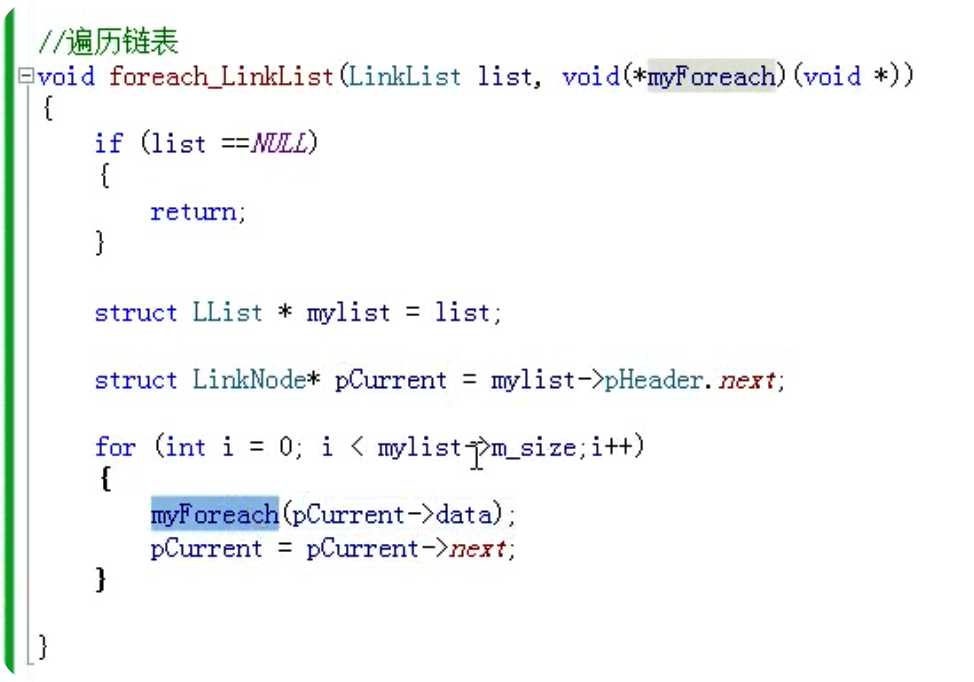 //遍历链表
void foreach_LinkList(LinkList list, void(*myForeach)(void *))
{
    if (list ==NULL)
    {
        return;
    }
    struct LList * mylist = list;
    struct LinkNode* pCurrent = mylist->pHeader.next;
    for (int i = 0; i < mylist->m_size;i++)
    {
        myForeach(pCurrent->data);
        pCurrent = pCurrent->next;
    }
}